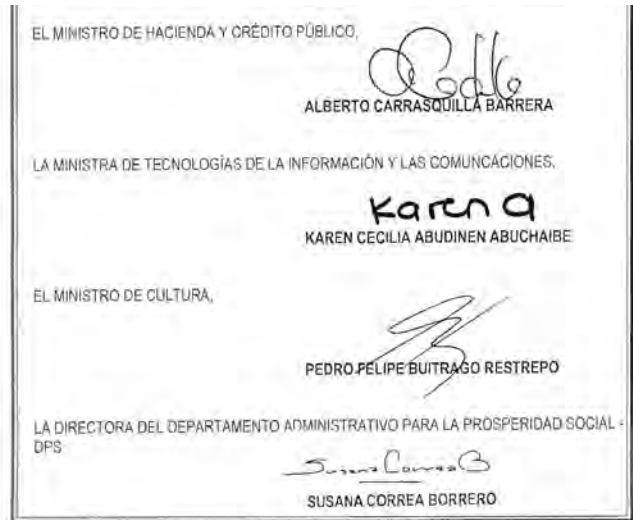 EL MINISTRO DE HACIENDA Y CRÉDITO PÚBLICO,
ALBERTO CARRASQUILLA BARRERA
LA MINISTRA DE TECNOLOGÍAS DE LA INFORMACIÓN Y LAS COMUNCACIONES,
Karen a
KAREN CECILIA ABUDINEN ABUCHAIBE
EL MINISTRO DE CULTURA,
PEDRO FELIPE BUITRAGO RESTREPO
LA DIRECTORA DEL DEPARTAMENTO ADMINISTRATIVO PARA LA PROSPERIDAD SOCIAL -
DPS
Susana Correa B
SUSANA CORREA BORRERO